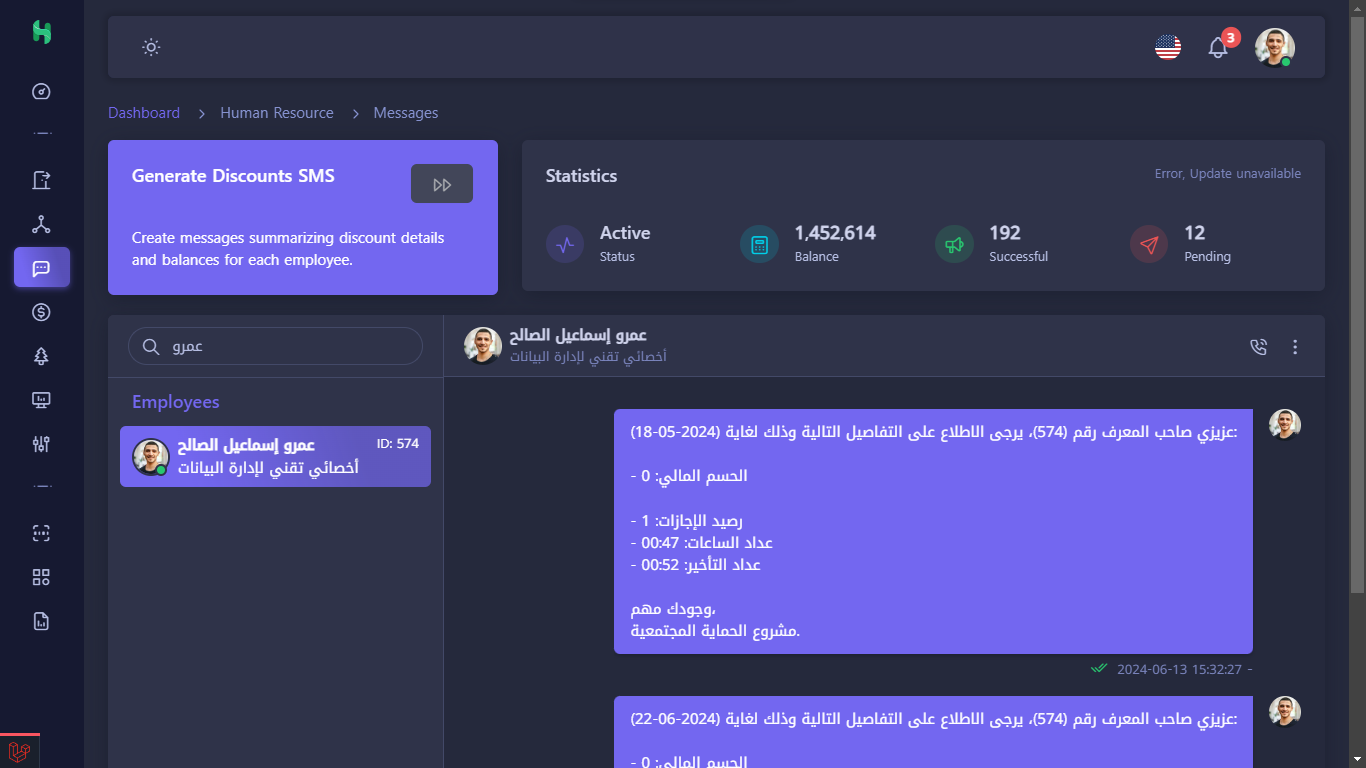 3
Dashboard
Human Resource
Messages
Generate Discounts SMS
Create messages summarizing discount details
and balances for each employee.
Statistics
Error, Update unavailable
Active
Status
1,452,614
Balance
192
Successful
12
Pending
عمرو
Employees
عمرو إسماعيل الصالح
ID: 574
أخصائي تقني لإدارة البيانات
عمرو إسماعيل الصالح
أخصائي تقني لإدارة البيانات
عزيزي صاحب المعرف رقم (574)، يرجى الاطلاع على التفاصيل التالية وذلك لغاية (2024-05-18):
- الحسم المالي: 0
- رصيد الإجازات: 1
- عداد الساعات: 00:47
- عداد التأخير: 00:52
وجودك مهم،
مشروع الحماية المجتمعية.
2024-06-13 15:32:27 -
عزيزي صاحب المعرف رقم (574)، يرجى الاطلاع على التفاصيل التالية وذلك لغاية (2024-06-22):
- الحسم المالي: 0